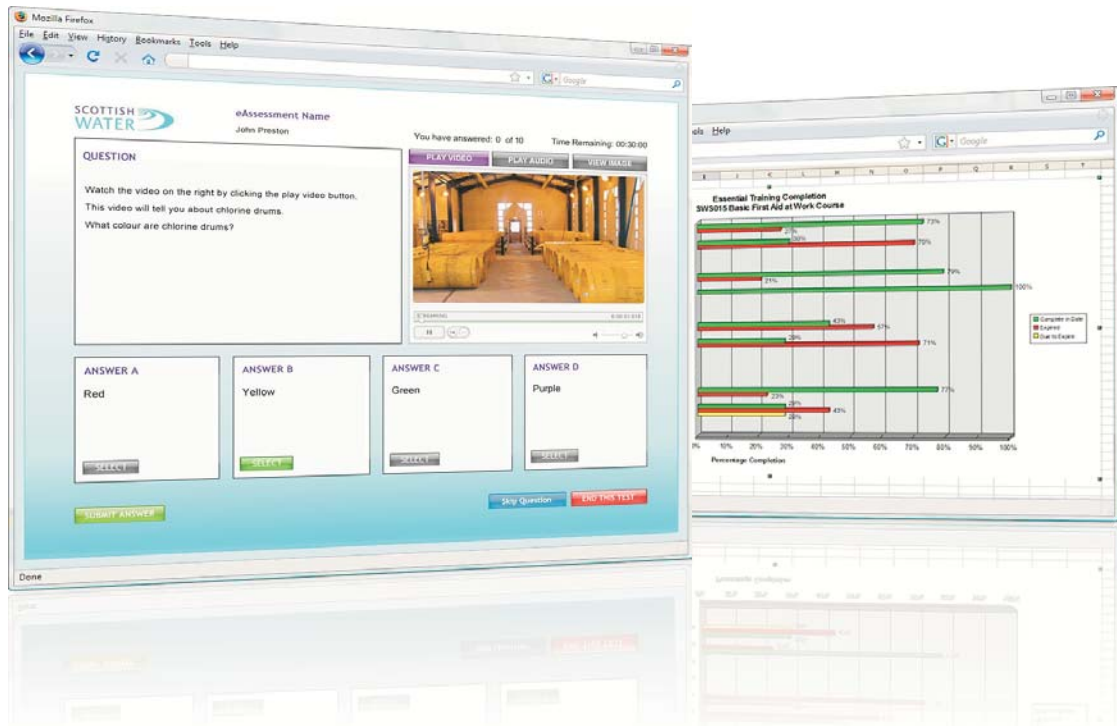 Mozilla Firefox
File Edit View History Bookmarks Tools Help
Google
SCOTTISH
WATER
eAssessment Name
John Preston
You have answered: 0 of 10 Time Remaining: 00:30:00
QUESTION
PLAY VIDEO PLAY AUDIO VIEW IMAGE
Watch the video on the right by clicking the play video button.
This video will tell you about chlorine drums.
What colour are chlorine drums?
ANSWER A
Red
SELECT
ANSWER B
Yellow
SELECT
ANSWER C
Green
SELECT
ANSWER D
Purple
SELECT
SUBMIT ANSWER
Skip Question END THIS TEST
Done
Help
Google
Essential Training Completion
SWS015 Basic First Aid at Work Course
73%
30%
70%
79%
21%
100%
43%
57%
29%
71%
77%
23%
29%
43%
Complete in Date
Expired
Due to Expire
10% 20% 30% 40% 50% 60% 70% 80% 90% 100%
Percentage Completion